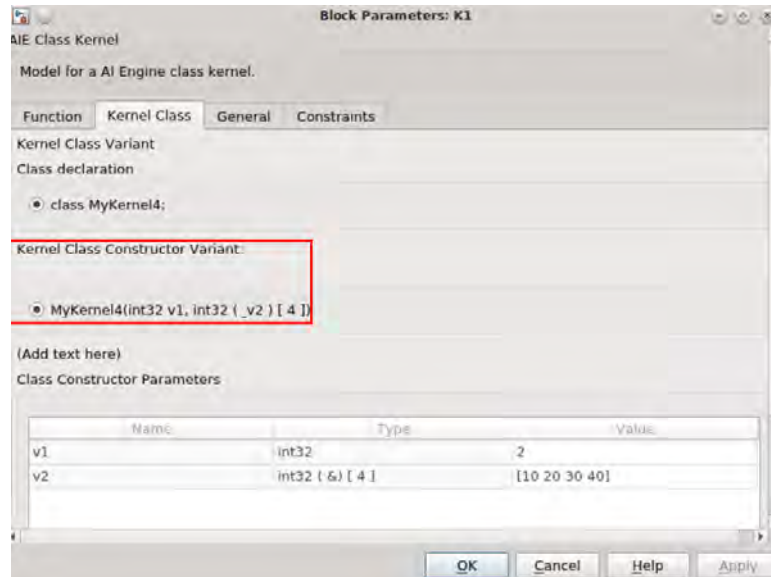 Block Parameters: K1
AIE Class Kernel
Model for a AI Engine class kernel.
Function Kernel Class General Constraints
Kernel Class Variant
Class declaration
class MyKernel4;
Kernel Class Constructor Variant:
MyKernel4(int32 v1, int32 ( _v2 ) [ 4 ])
(Add text here)
Class Constructor Parameters
Name Type Value
v1 int32 2
v2 int32 ( &) [ 4 ] [10 20 30 40]
OK Cancel Help Apply